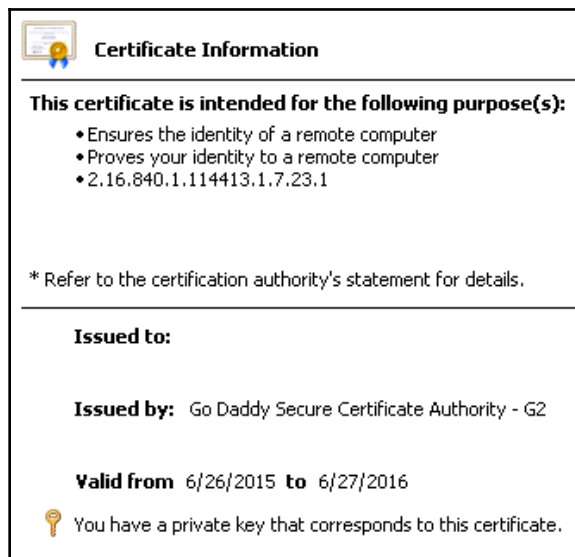 Certificate Information
This certificate is intended for the following purpose(s):
•Ensures the identity of a remote computer
•Proves your identity to a remote computer
•2.16.840.1.114413.1.7.23.1
* Refer to the certification authority's statement for details.
Issued to:
Issued by: Go Daddy Secure Certificate Authority - G2
Valid from 6/26/2015 to 6/27/2016
You have a private key that corresponds to this certificate.